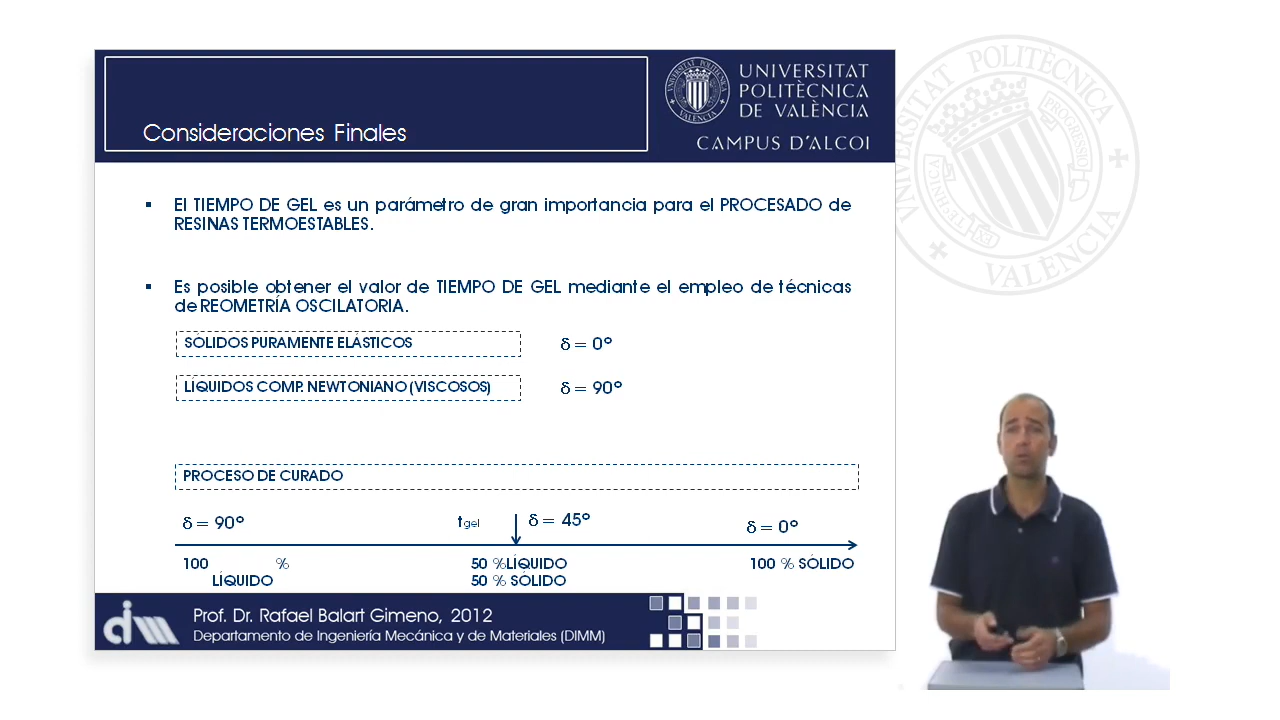 UNIVERSITAT
POLITÈCNICA
DE VALÈNCIA
CAMPUS D'ALCOI
Consideraciones Finales
▪ El TIEMPO DE GEL es un parámetro de gran importancia para el PROCESADO de
RESINAS TERMOESTABLES.
▪ Es posible obtener el valor de TIEMPO DE GEL mediante el empleo de técnicas
de REOMETRÍA OSCILATORIA.
SÓLIDOS PURAMENTE ELÁSTICOS δ = 0º
LÍQUIDOS COMP. NEWTONIANO (VISCOSOS) δ = 90º
PROCESO DE CURADO
δ = 90º tgel δ = 45º δ = 0º
100 % 50 %LÍQUIDO 100 % SÓLIDO
LÍQUIDO 50 % SÓLIDO
dim Prof. Dr. Rafael Balart Gimeno, 2012
Departamento de Ingeniería Mecánica y de Materiales (DIMM)
UNIVERSITAT POLITÈCNICA
VALÈNCIA
PROGRESSIO
EX TECHNICA